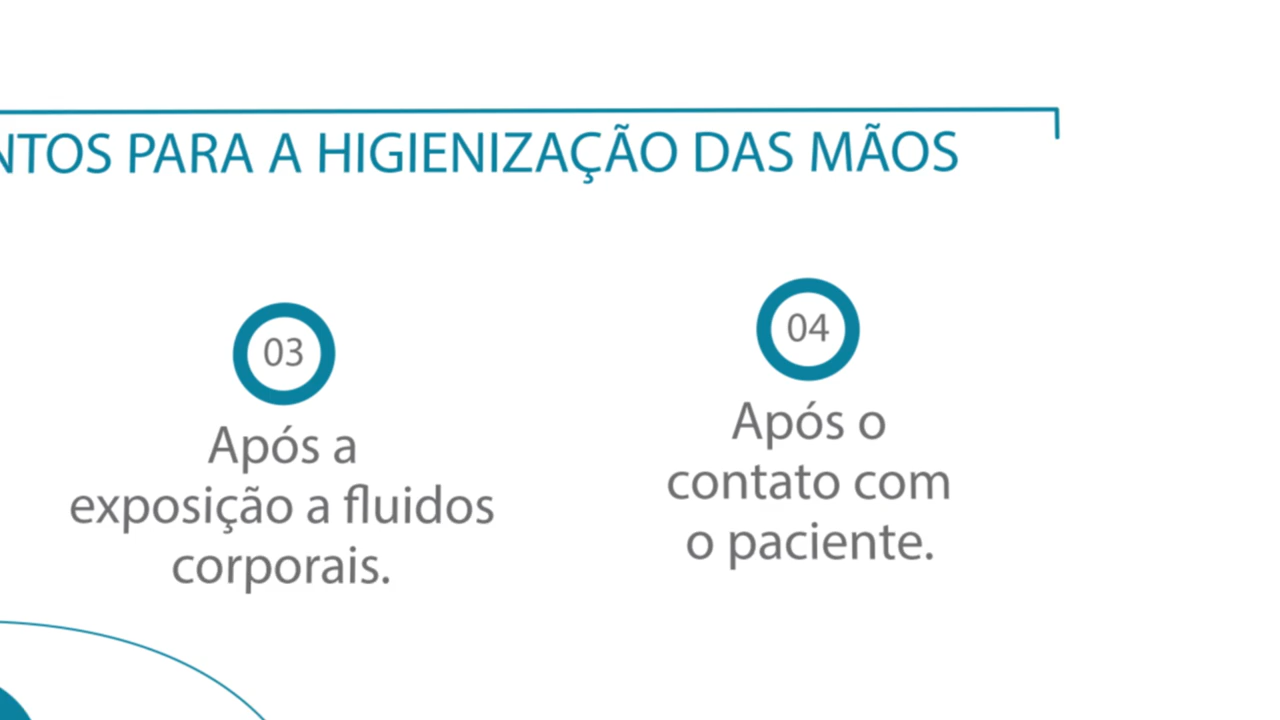 NTOS PARA A HIGIENIZAÇÃO DAS MÃOS
03
Após a
exposição a fluidos
corporais.
04
Após o
contato com
o paciente.